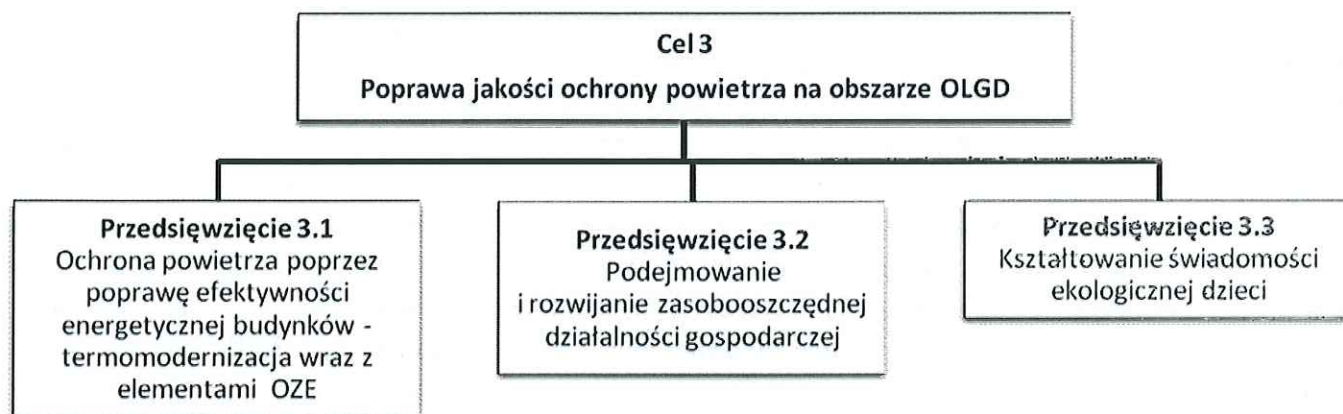 Cel 3
Poprawa jakości ochrony powietrza na obszarze OLGD
Przedsięwzięcie 3.1
Ochrona powietrza poprzez
poprawę efektywności
energetycznej budynków -
termomodernizacja wraz z
elementami OZE
Przedsięwzięcie 3.2
Podejmowanie
i rozwijanie zasobooszczędnej
działalności gospodarczej
Przedsięwzięcie 3.3
Kształtowanie świadomości
ekologicznej dzieci